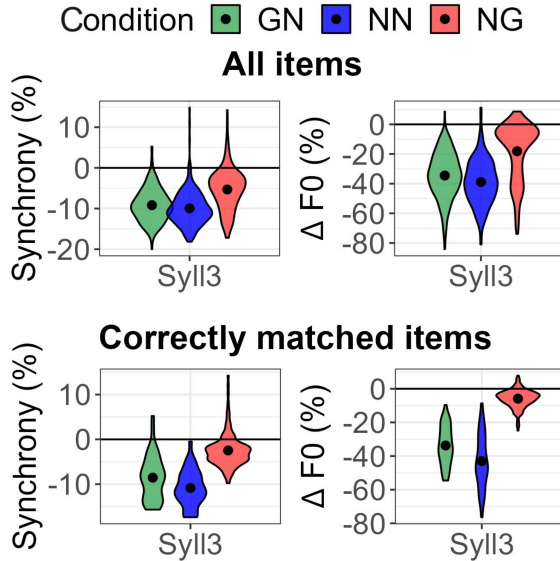 Condition GN NN NG
All items
Synchrony (%)
10
0
-10
-20
Syll3
Δ F0 (%)
0
-20
-40
-60
-80
Syll3
Correctly matched items
Synchrony (%)
10
0
-10
Syll3
Δ F0 (%)
0
-20
-40
-60
-80
Syll3